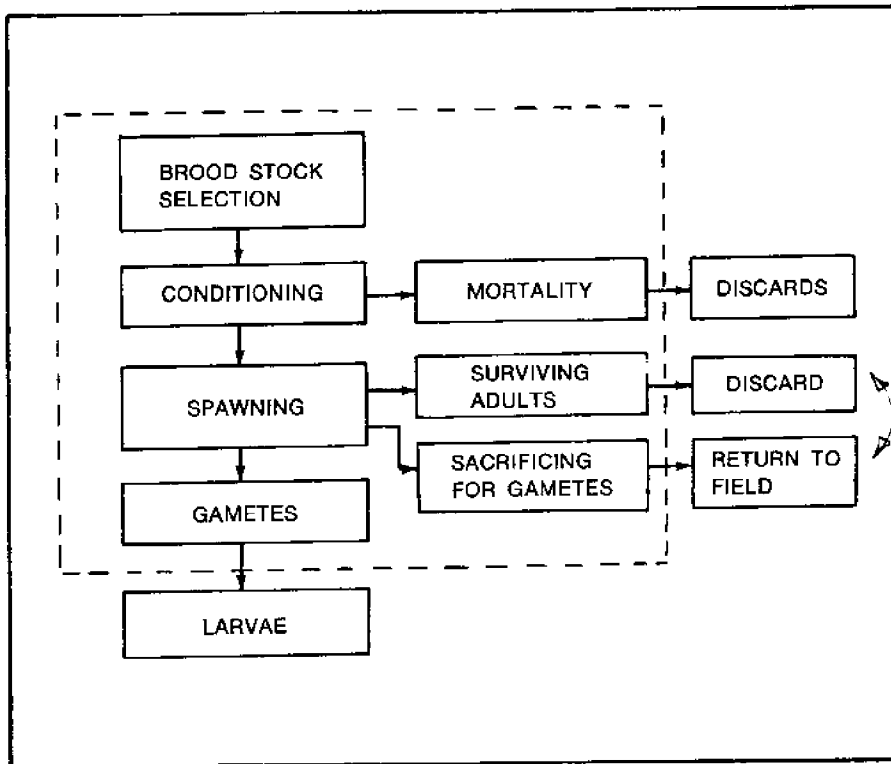 BROOD STOCK
SELECTION
CONDITIONING
MORTALITY
DISCARDS
SPAWNING
SURVIVING
ADULTS
DISCARD
SACRIFICING
FOR GAMETES
RETURN TO
FIELD
GAMETES
LARVAE